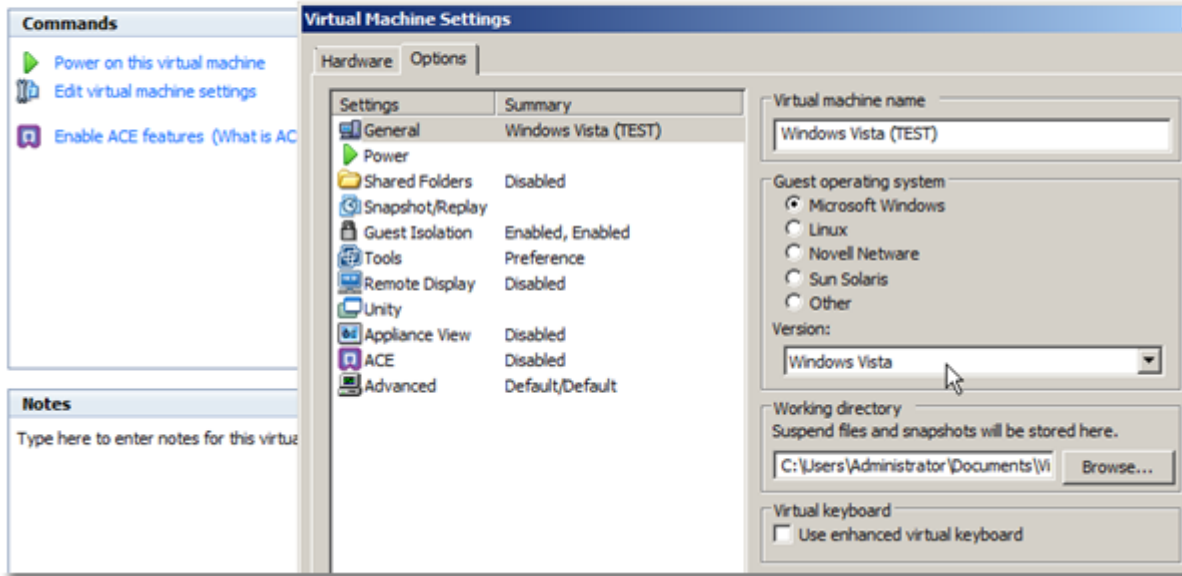 Commands
Power on this virtual machine
Edit virtual machine settings
Enable ACE features (What is AC
Notes
Type here to enter notes for this virtua
Virtual Machine Settings
Hardware Options
Settings Summary
General Windows Vista (TEST)
Power
Shared Folders Disabled
Snapshot/Replay
Guest Isolation Enabled, Enabled
Tools Preference
Remote Display Disabled
Unity
Appliance View Disabled
ACE Disabled
Advanced Default/Default
Virtual machine name
Windows Vista (TEST)
Guest operating system
Microsoft Windows
Linux
Novell Netware
Sun Solaris
Other
Version:
Windows Vista
Working directory
Suspend files and snapshots will be stored here.
C:\Users\Administrator\Documents\Vi Browse...
Virtual keyboard
Use enhanced virtual keyboard